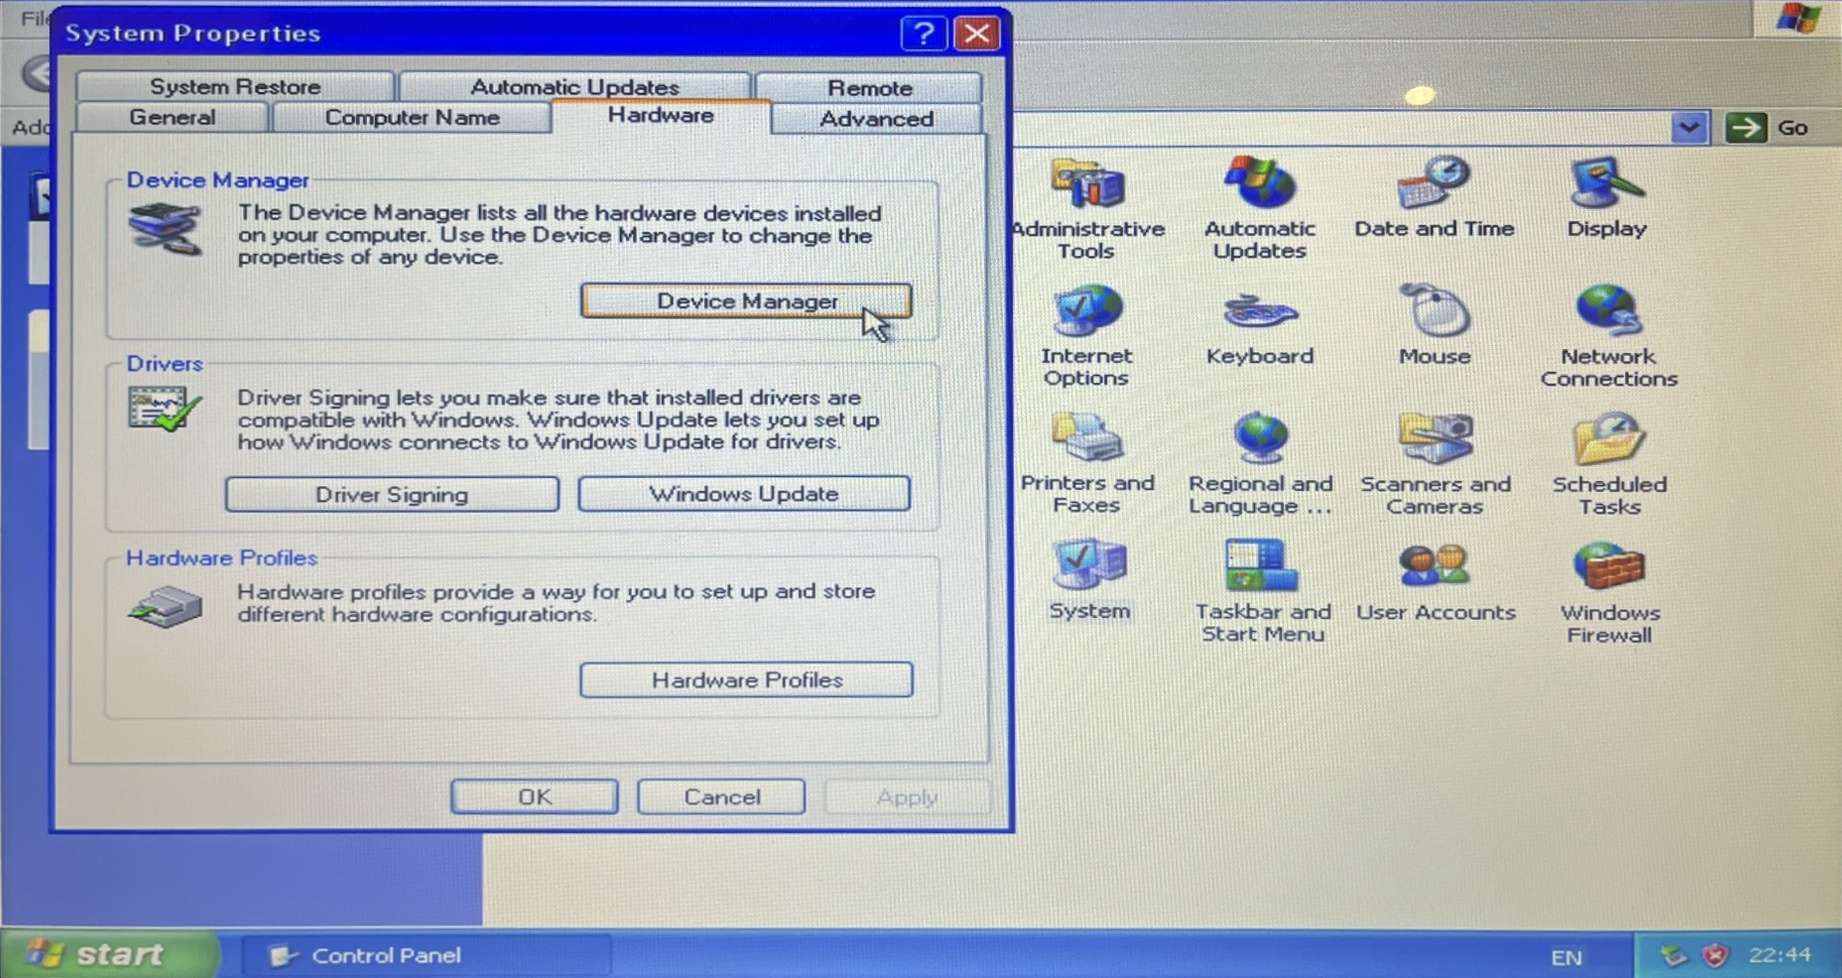 File
System Properties
System Restore
Automatic Updates
Remote
General
Computer Name
Hardware
Advanced
Device Manager
The Device Manager lists all the hardware devices installed
on your computer. Use the Device Manager to change the
properties of any device.
Device Manager
Drivers
Driver Signing lets you make sure that installed drivers are
compatible with Windows. Windows Update lets you set up
how Windows connects to Windows Update for drivers.
Driver Signing
Windows Update
Hardware Profiles
Hardware profiles provide a way for you to set up and store
different hardware configurations.
Hardware Profiles
OK
Cancel
Apply
Add
Go
Administrative
Tools
Automatic
Updates
Date and Time
Display
Internet
Options
Keyboard
Mouse
Network
Connections
Printers and
Faxes
Regional and
Language ...
Scanners and
Cameras
Scheduled
Tasks
System
Taskbar and
Start Menu
User Accounts
Windows
Firewall
start
Control Panel
EN
22:44